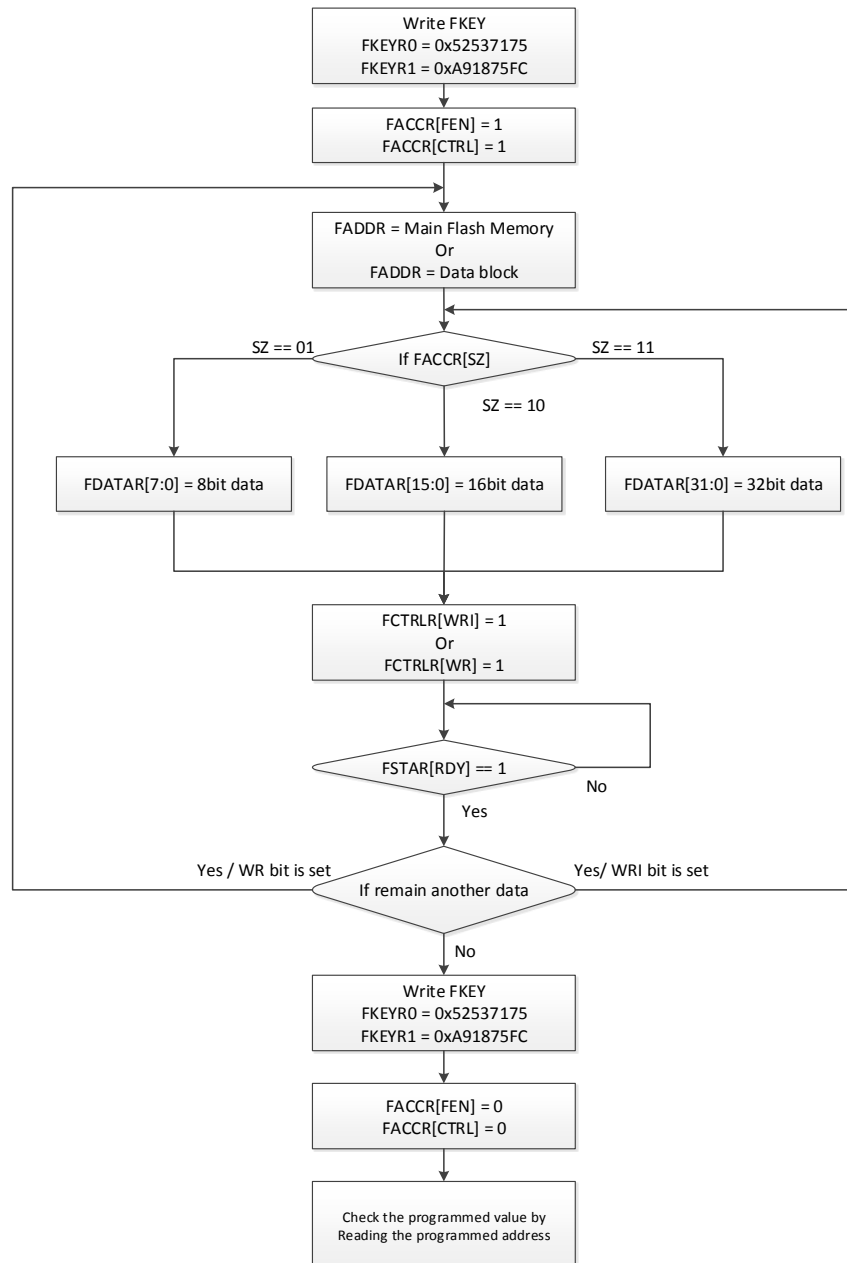 Write FKEY
FKEYR0 = 0x52537175
FKEYR1 = 0xA91875FC
FACCR[FEN] = 1
FACCR[CTRL] = 1
FADDR = Main Flash Memory
Or
FADDR = Data block
If FACCR[SZ]
SZ == 01
SZ == 11
SZ == 10
FDATAR[7:0] = 8bit data
FDATAR[15:0] = 16bit data
FDATAR[31:0] = 32bit data
FCTRLR[WRI] = 1
Or
FCTRLR[WR] = 1
FSTAR[RDY] == 1
No
Yes
Yes / WR bit is set
If remain another data
Yes/ WRI bit is set
No
Write FKEY
FKEYR0 = 0x52537175
FKEYR1 = 0xA91875FC
FACCR[FEN] = 0
FACCR[CTRL] = 0
Check the programmed value by
Reading the programmed address